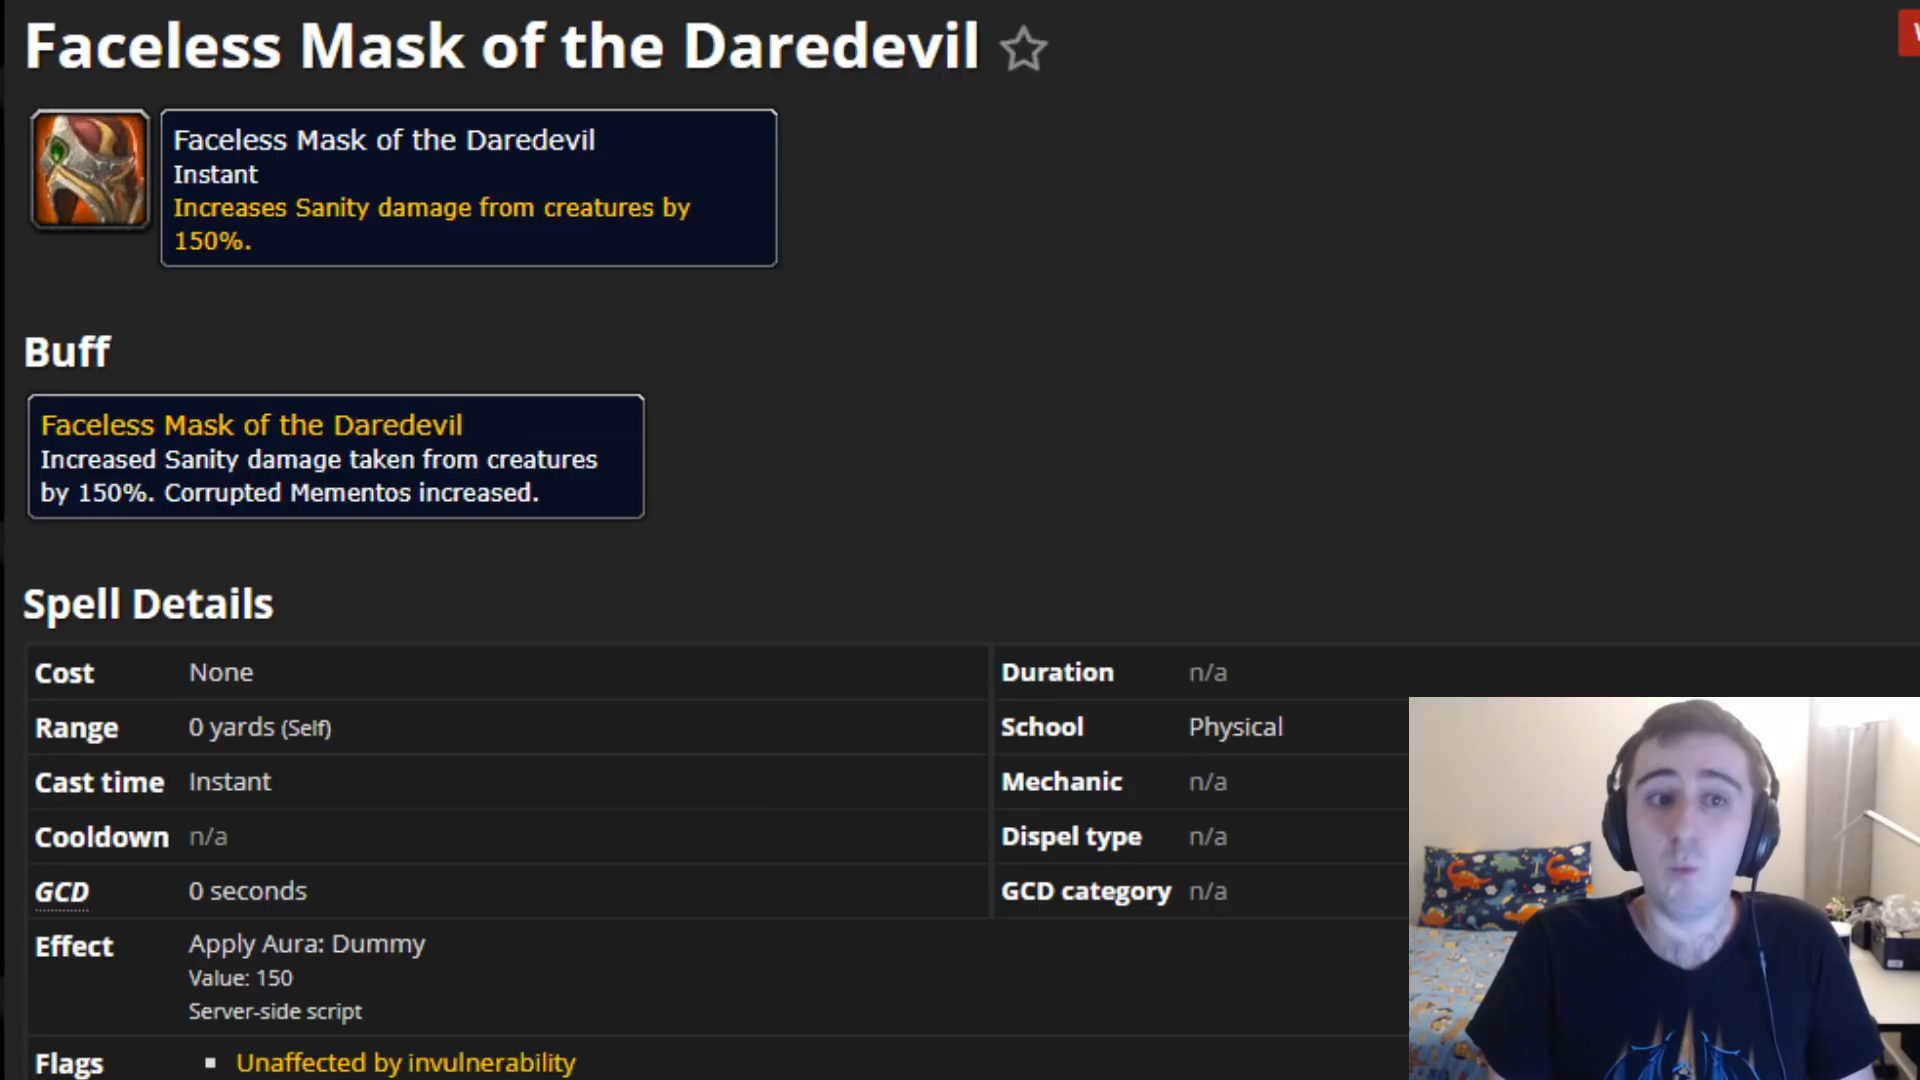 Faceless Mask of the Daredevil
Faceless Mask of the Daredevil
Instant
Increases Sanity damage from creatures by
150%.
Buff
Faceless Mask of the Daredevil
Increased Sanity damage taken from creatures
by 150%. Corrupted Mementos increased.
Spell Details
Cost None
Duration n/a
Range 0 yards (Self)
School Physical
Cast time Instant
Mechanic n/a
Cooldown n/a
Dispel type n/a
GCD 0 seconds
GCD category n/a
Effect Apply Aura: Dummy
Value: 150
Server-side script
Flags Unaffected by invulnerability